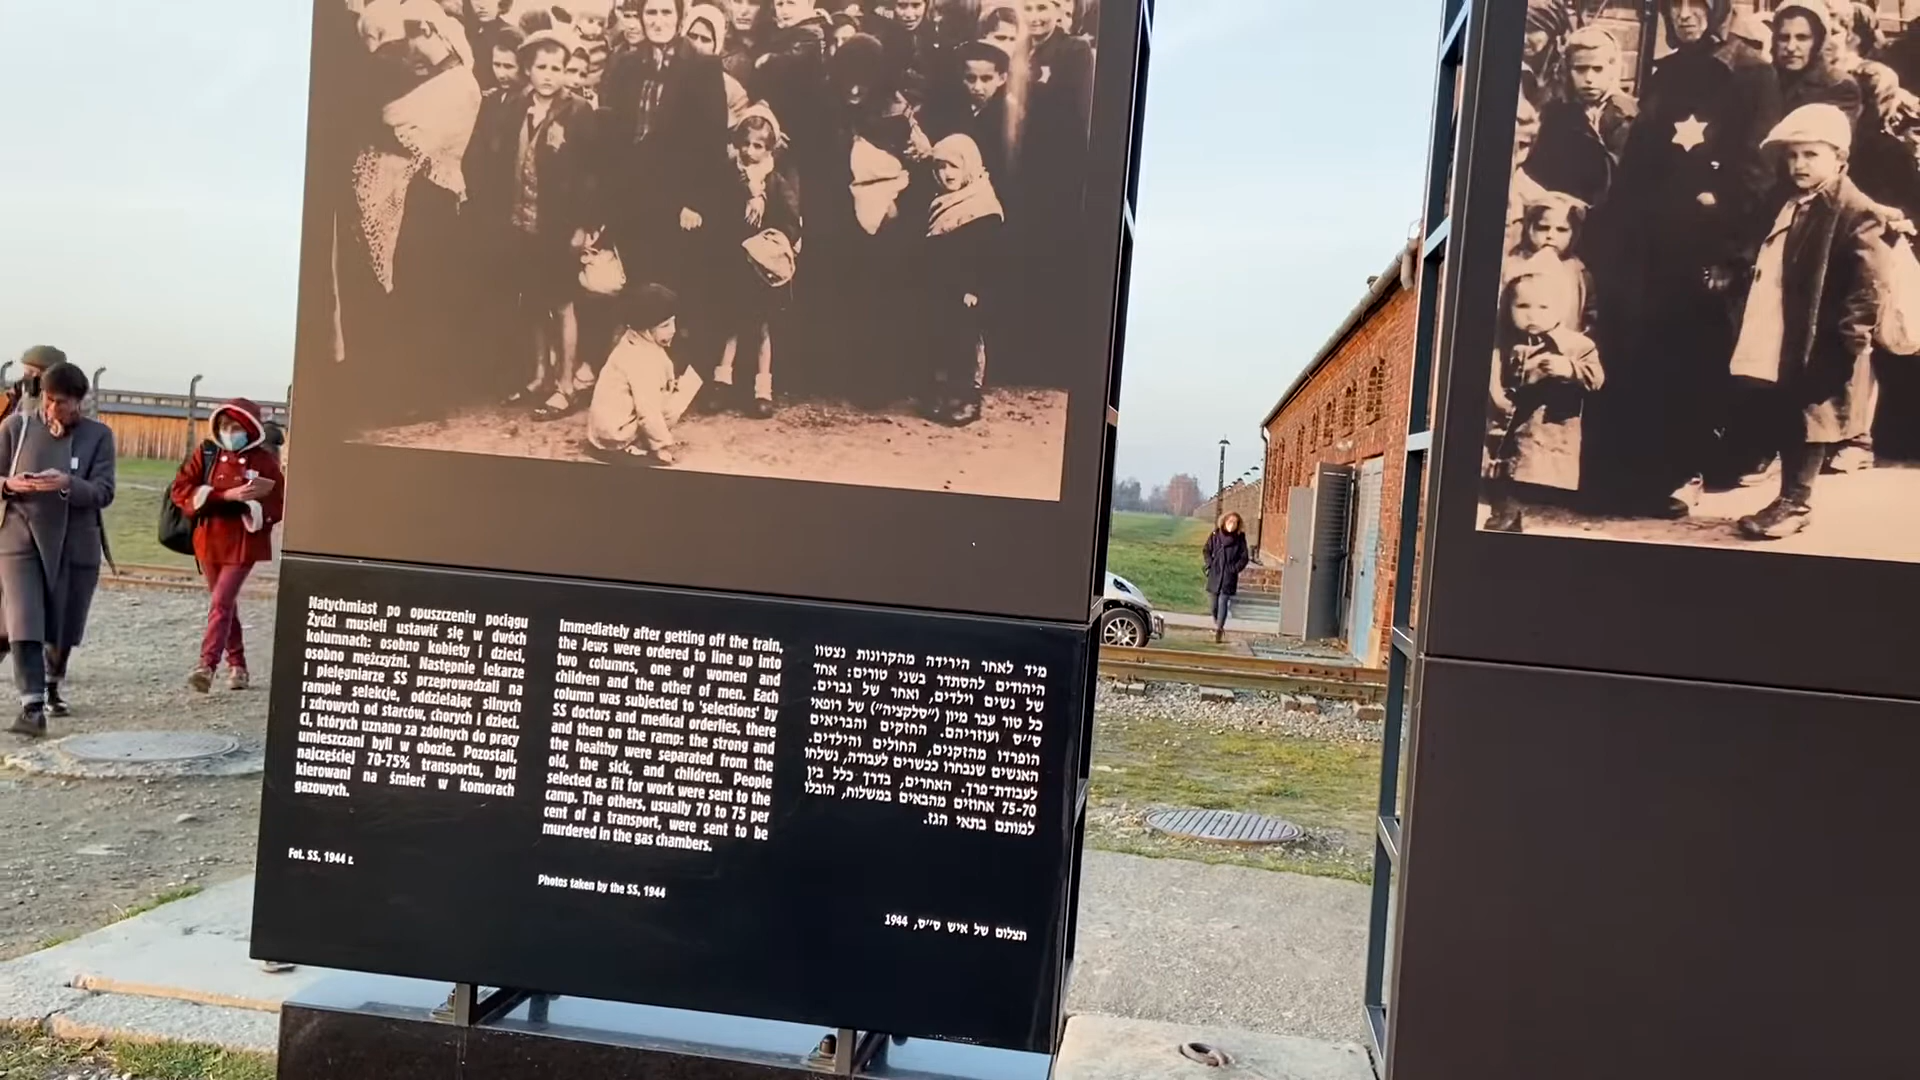 Natychmiast po opuszczeniu pociągu
Żydzi musieli ustawić się w dwóch
kolumnach: osobno kobiety i dzieci,
osobno mężczyźni. Następnie lekarze
i pielęgniarze SS przeprowadzali na
rampie selekcje, oddzielając silnych
i zdrowych od starców, chorych i dzieci.
Ci, których uznano za zdolnych do pracy
umieszczani byli w obozie. Pozostali,
najczęściej 70-75% transportu, byli
kierowani na śmierć w komorach
gazowych.
Fot. SS, 1944 r.
Immediately after getting off the train,
the Jews were ordered to line up into
two columns, one of women and
children and the other of men. Each
column was subjected to 'selections' by
SS doctors and medical orderlies, there
and then on the ramp: the strong and
the healthy were separated from the
old, the sick, and children. People
selected as fit for work were sent to the
camp. The others, usually 70 to 75 per
cent of a transport, were sent to be
murdered in the gas chambers.
Photos taken by the SS, 1944
מיד לאחר הירידה מהקרונות נצטוו
היהודים להסתדר בשני טורים: אחד
של נשים וילדים, ואחר של גברים.
כל טור עבר מיון ("סלקציה") של רופאי
ס"ס ועוזריהם. החזקים והבריאים
הופרדו מהזקנים, החולים והילדים.
האנשים שנבחרו ככשרים לעבודה, נשלחו
לעבודת-פרך. האחרים, בדרך כלל בין
75-70 אחוזים מהבאים במשלוח, הובלו
למותם בתאי הגז.
תצלום של איש ס"ס, 1944